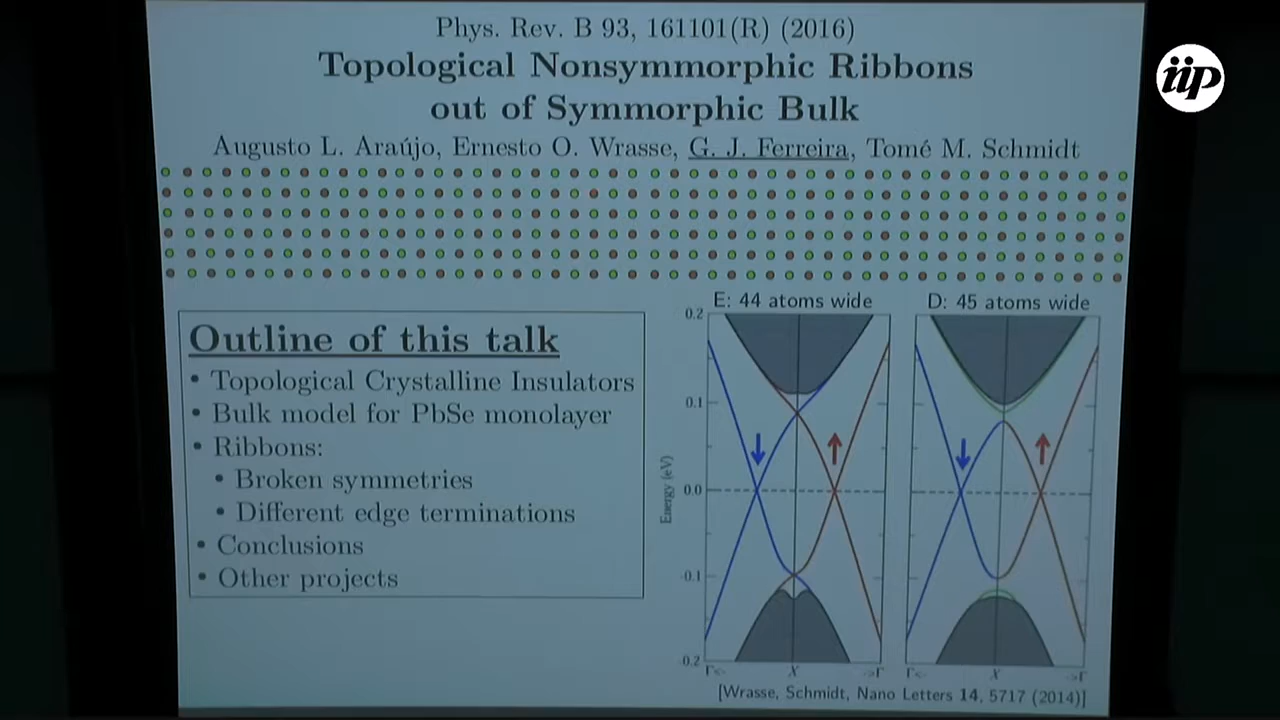 Phys. Rev. B 93, 161101(R) (2016)
Topological Nonsymmorphic Ribbons
out of Symmorphic Bulk
Augusto L. Araújo, Ernesto O. Wrasse, G. J. Ferreira, Tomé M. Schmidt
iip
Outline of this talk
• Topological Crystalline Insulators
• Bulk model for PbSe monolayer
• Ribbons:
• Broken symmetries
• Different edge terminations
• Conclusions
• Other projects
E: 44 atoms wide
D: 45 atoms wide
0.2
0.1
0.0
0.1
0.2
Energy (eV)
Γ<-
X
->Γ
Γ<-
X
->Γ
[Wrasse, Schmidt, Nano Letters 14, 5717 (2014)]